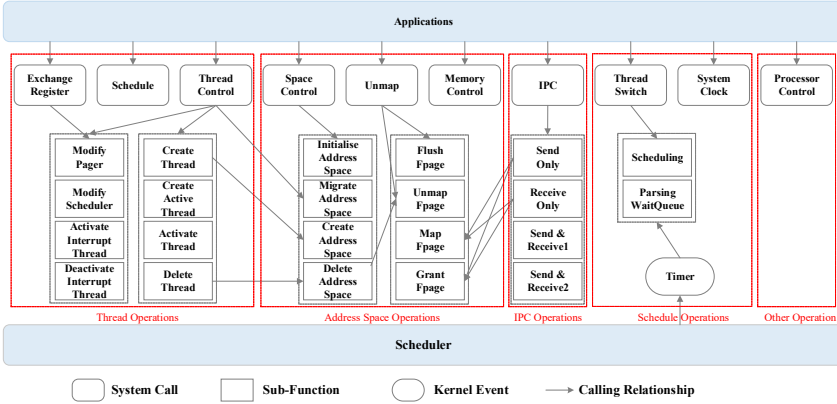 Applications
Exchange
Register
Schedule
Thread
Control
Space
Control
Unmap
Memory
Control
IPC
Thread
Switch
System
Clock
Processor
Control
Modify
Pager
Modify
Scheduler
Activate
Interrupt
Thread
Deactivate
Interrupt
Thread
Create
Thread
Create
Active
Thread
Activate
Thread
Delete
Thread
Initialise
Address
Space
Migrate
Address
Space
Create
Address
Space
Delete
Address
Space
Flush
Fpage
Unmap
Fpage
Map
Fpage
Grant
Fpage
Send
Only
Receive
Only
Send &
Receive1
Send &
Receive2
Scheduling
Parsing
WaitQueue
Timer
Thread Operations
Address Space Operations
IPC Operations
Schedule Operations
Other Operation
Scheduler
System Call
Sub-Function
Kernel Event
Calling Relationship